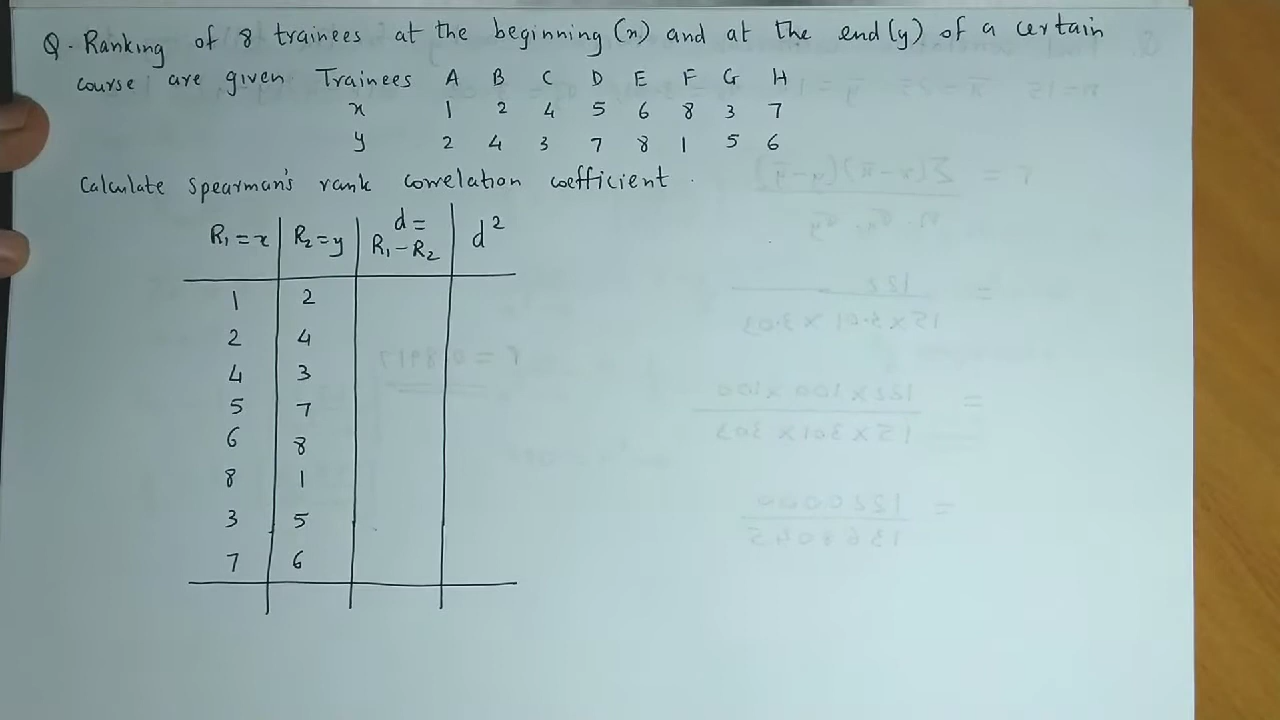 Q. Ranking of 8 trainees at the beginning (x) and at the end (y) of a certain
course are given Trainees A B C D E F G H
x 1 2 4 5 6 8 3 7
y 2 4 3 7 8 1 5 6
Calculate Spearman's rank correlation coefficient.
R₁ = x R₂ = y d = R₁ - R₂ d²
1 2
2 4
4 3
5 7
6 8
8 1
3 5
7 6